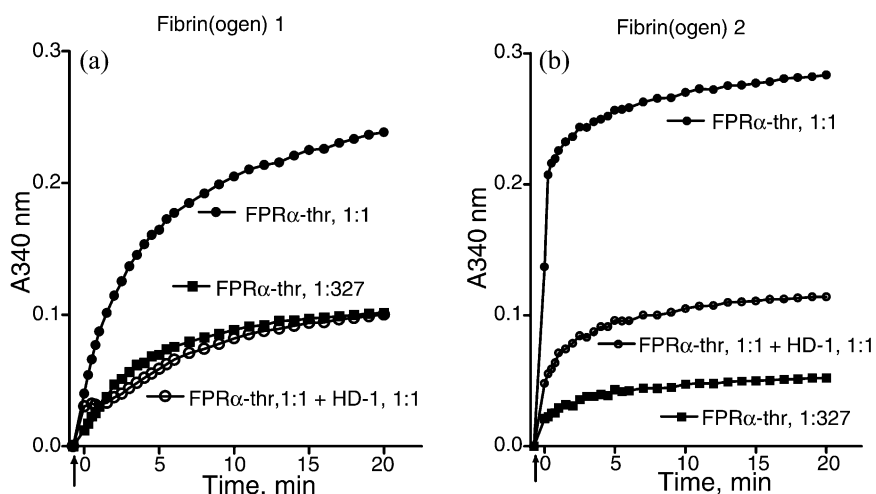 Fibrin(ogen) 1
(a)
0.3
0.2
0.1
0.0
A340 nm
FPRα-thr, 1:1
FPRα-thr, 1:327
FPRα-thr,1:1 + HD-1, 1:1
0
5
10
15
20
Time, min
Fibrin(ogen) 2
(b)
0.3
0.2
0.1
0.0
A340 nm
FPRα-thr, 1:1
FPRα-thr, 1:1 + HD-1, 1:1
FPRα-thr, 1:327
0
5
10
15
20
Time, min